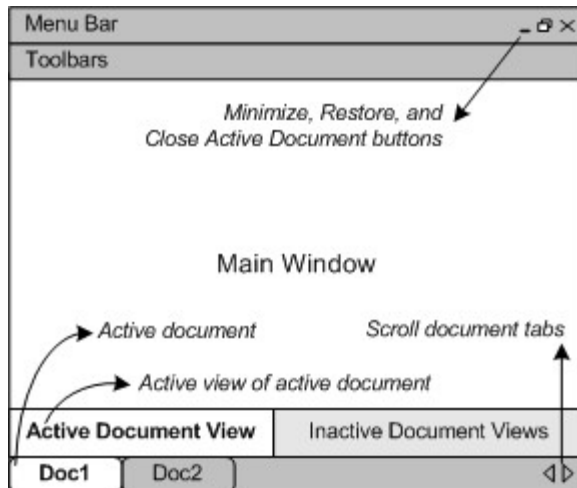 Menu Bar
Toolbars
Minimize, Restore, and
Close Active Document buttons
Main Window
Active document
Scroll document tabs
Active view of active document
Active Document View
Inactive Document Views
Doc1
Doc2